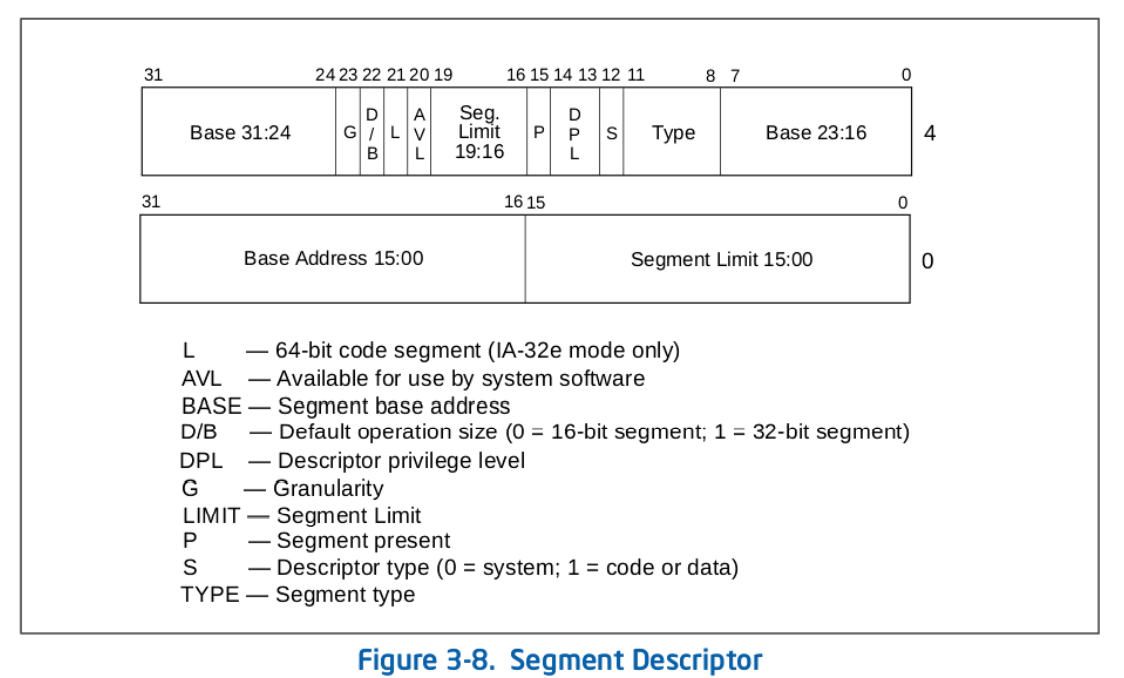 31 24 23 22 21 20 19 16 15 14 13 12 11 8 7 0
Base 31:24 G D/B L AVL Seg. Limit 19:16 P DPL S Type Base 23:16 4
31 16 15 0
Base Address 15:00 Segment Limit 15:00 0
L — 64-bit code segment (IA-32e mode only)
AVL — Available for use by system software
BASE — Segment base address
D/B — Default operation size (0 = 16-bit segment; 1 = 32-bit segment)
DPL — Descriptor privilege level
G — Granularity
LIMIT — Segment Limit
P — Segment present
S — Descriptor type (0 = system; 1 = code or data)
TYPE — Segment type
Figure 3-8. Segment Descriptor